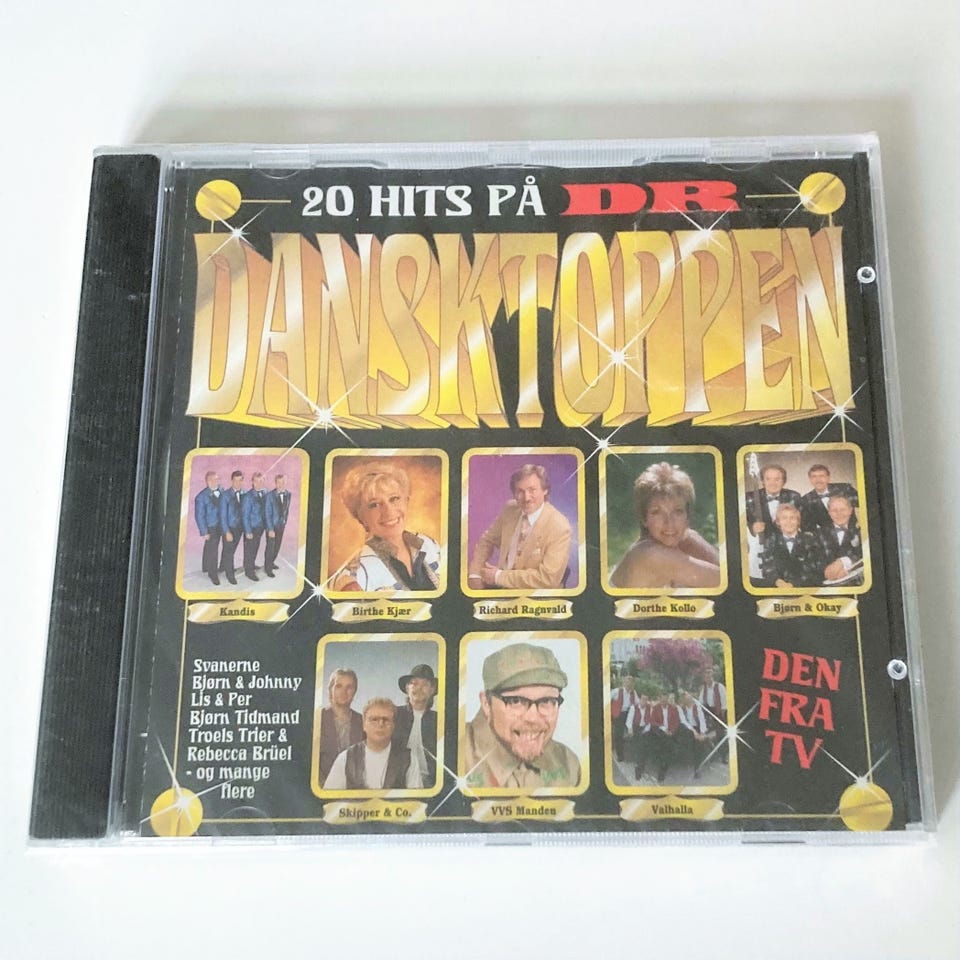 20 HITS PÅ DR
DANSKTOPPEN
Kandis
Birthe Kjær
Richard Ragnvald
Dorthe Kollo
Bjørn & Okay
Svanerne
Bjørn & Johnny
Lis & Per
Bjørn Tidmand
Troels Trier &
Rebecca Brüel
- og mange
flere
Skipper & Co.
VVS Manden
Valhalla
DEN
FRA
TV